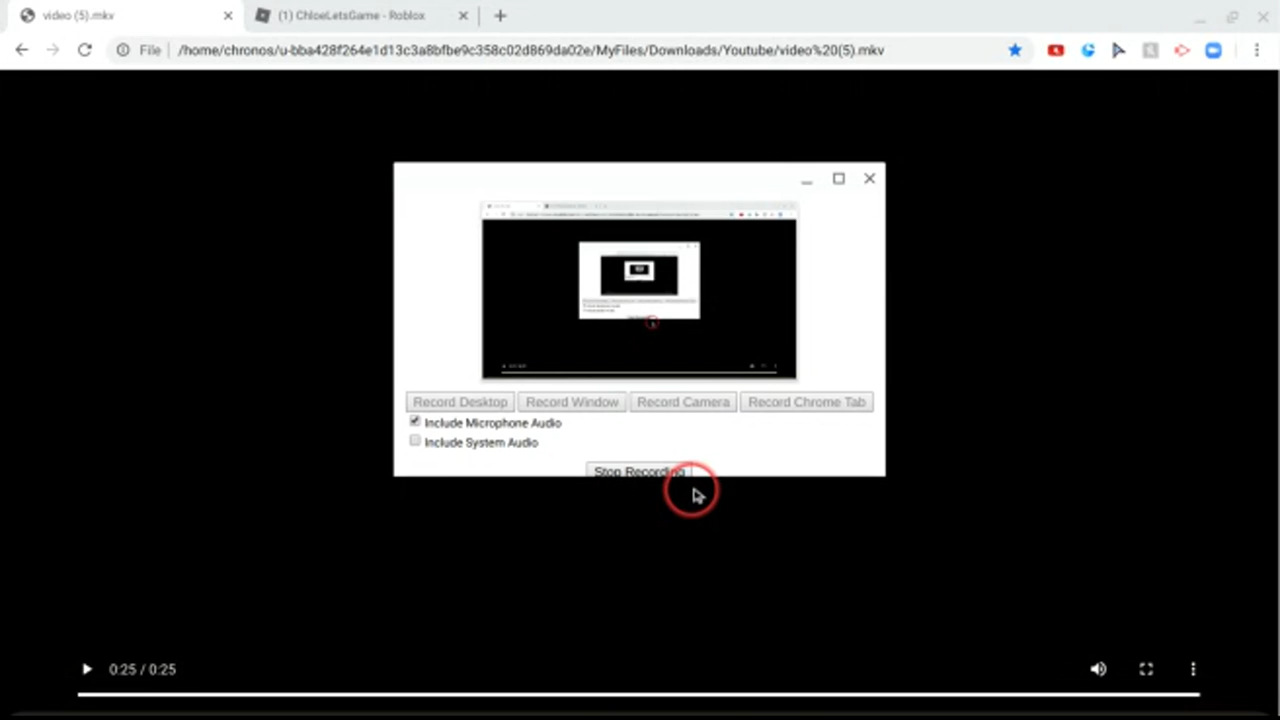 video (5).mkv
(1) ChloeLetsGame - Roblox
File
/home/chronos/u-bba428f264e1d13c3a8bfbe9c358c02d869da02e/MyFiles/Downloads/Youtube/video%20(5).mkv
Record Desktop
Record Window
Record Camera
Record Chrome Tab
Include Microphone Audio
Include System Audio
Stop Recording
0:25 / 0:25